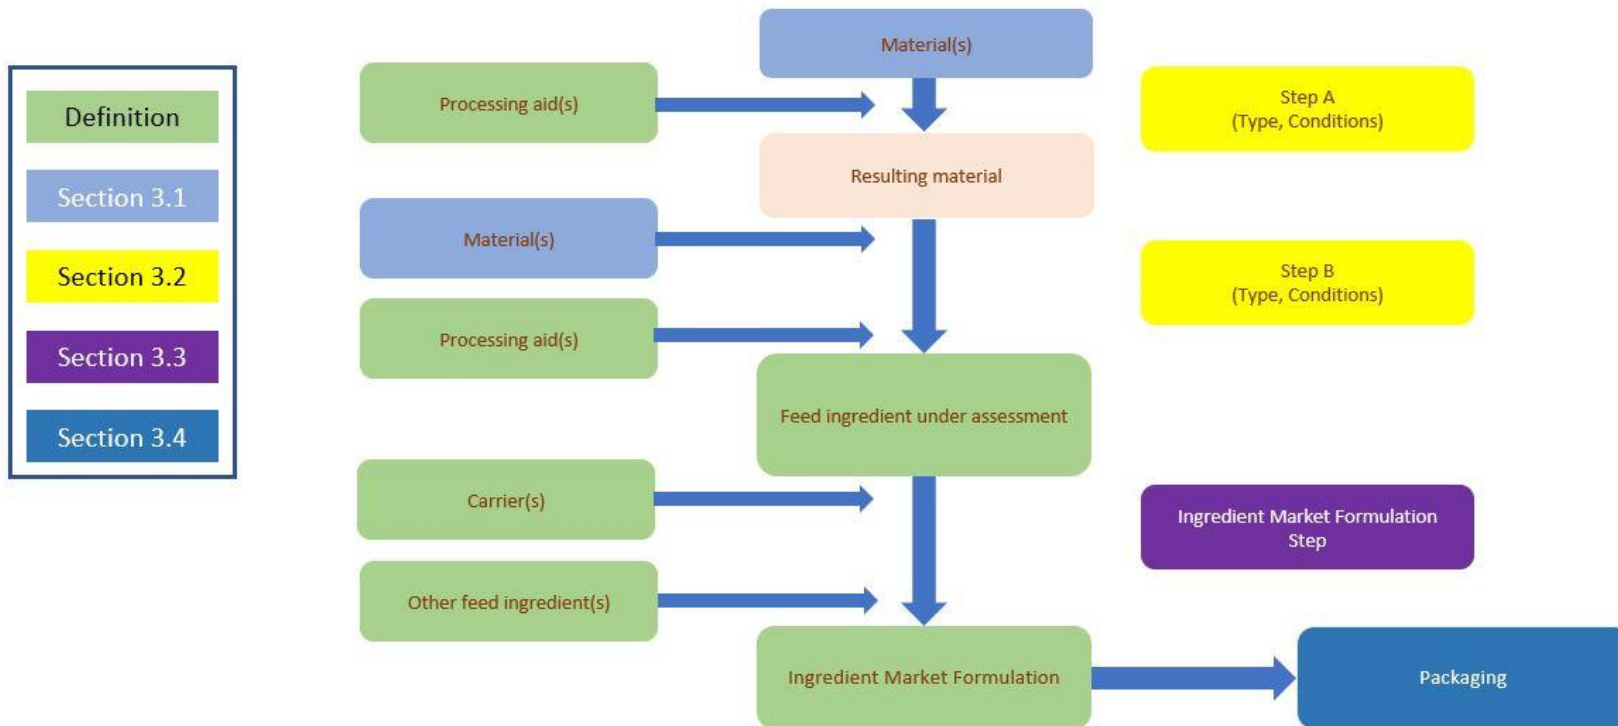 Definition
Section 3.1
Section 3.2
Section 3.3
Section 3.4
Material(s)
Processing aid(s)
Step A
(Type, Conditions)
Resulting material
Material(s)
Step B
(Type, Conditions)
Processing aid(s)
Feed ingredient under assessment
Carrier(s)
Ingredient Market Formulation
Step
Other feed ingredient(s)
Ingredient Market Formulation
Packaging